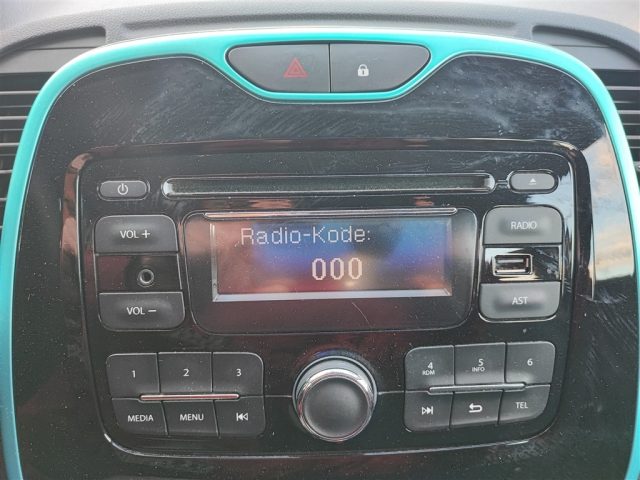 Radio-Kode:
000
VOL +
RADIO
VOL −
AST
1 2 3
4 RDM
5 INFO
6
MEDIA MENU
TEL